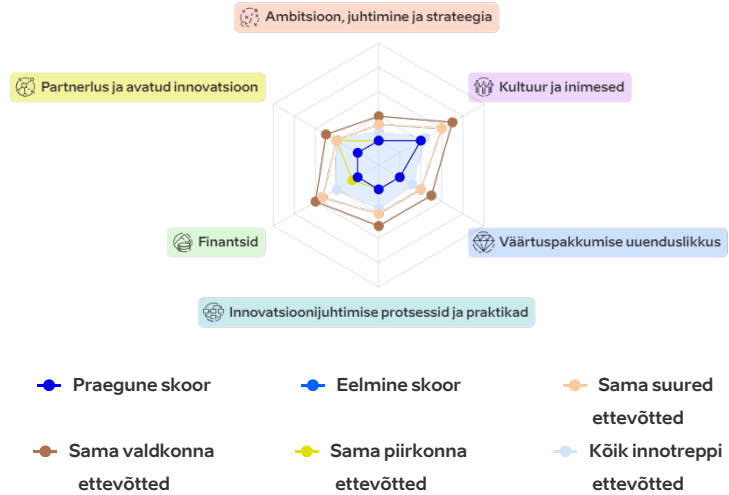 Ambitsioon, juhtimine ja strateegia
Partnerlus ja avatud innovatsioon
Kultuur ja inimesed
Finantsid
Väärtuspakkumise uuenduslikkus
Innovatsioonijuhtimise protsessid ja praktikad
Praegune skoor
Eelmine skoor
Sama suured
ettevõtted
Sama valdkonna
ettevõtted
Sama piirkonna
ettevõtted
Kõik innotreppi
ettevõtted